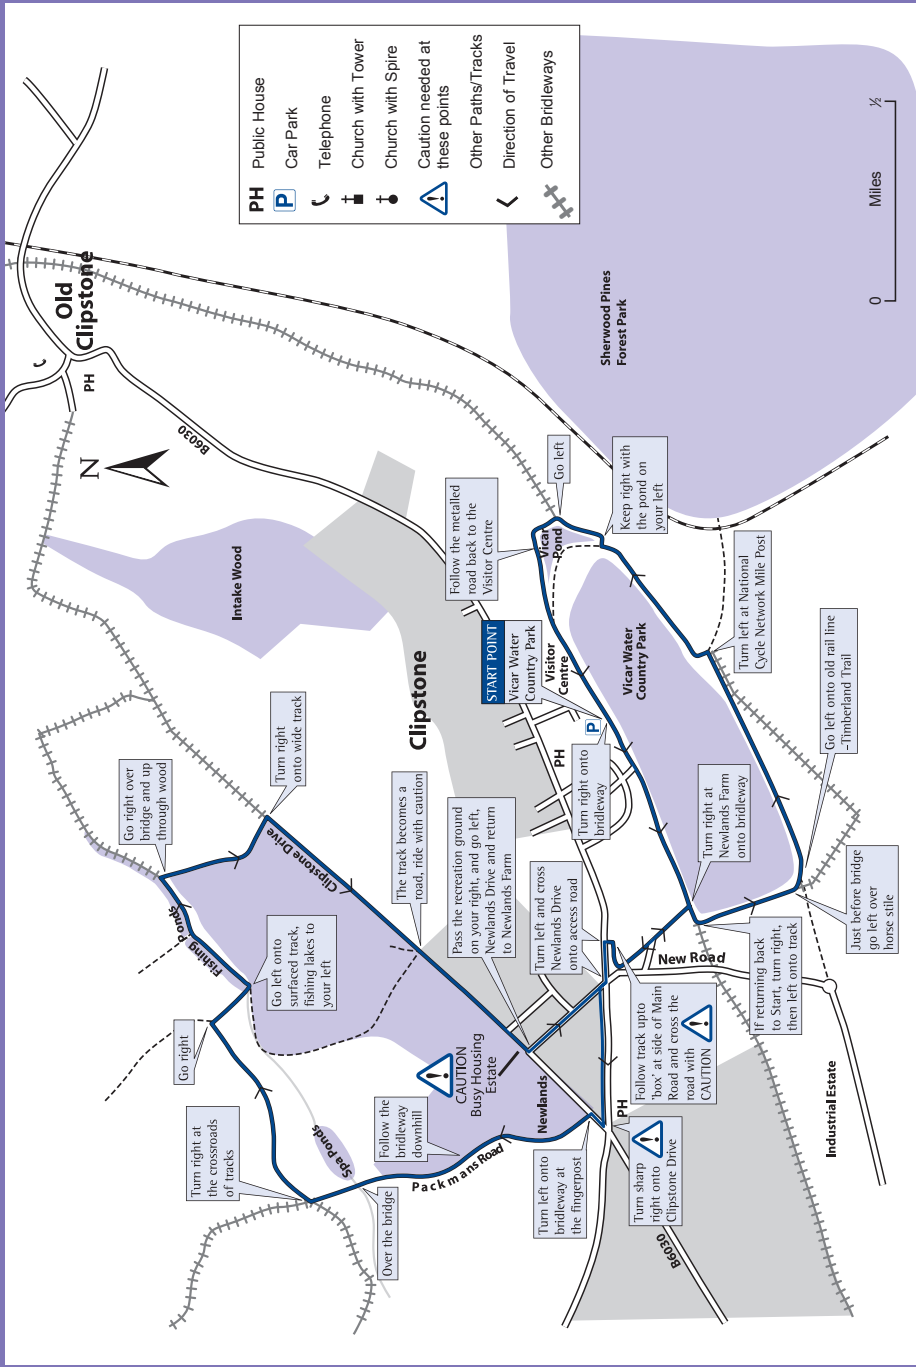 PH Public House
P Car Park
Telephone
Church with Tower
Church with Spire
Caution needed at
these points
Other Paths/Tracks
Direction of Travel
Other Bridleways
0
Miles
½
Old
Clipstone
PH
N
B6030
Sherwood Pines
Forest Park
Intake Wood
Clipstone
Go left
Keep right with
the pond on
your left
Follow the metalled
road back to the
Visitor Centre
Vicar
Pond
START POINT
Vicar Water
Country Park
Visitor
Centre
Vicar Water
Country Park
Turn left at National
Cycle Network Mile Post
Go left onto old rail line
–Timberland Trail
P
PH
Turn right onto
bridleway
Turn right at
Newlands Farm
onto bridleway
Just before bridge
go left over
horse stile
If returning back
to Start, turn right,
then left onto track
New Road
Industrial Estate
Turn right
onto wide track
Go right over
bridge and up
through wood
Clipstone Drive
The track becomes a
road, ride with caution
Pass the recreation ground
on your right, and go left,
Newlands Drive and return
to Newlands Farm
Turn left and cross
Newlands Drive
onto access road
Follow track upto
'box' at side of Main
Road and cross the
road with
CAUTION
Fishing Ponds
Go left onto
surfaced track,
fishing lakes to
your left
Go right
CAUTION
Busy Housing
Estate
Newlands
PH
Turn sharp
right onto
Clipstone Drive
B6030
Turn left onto
bridleway at
the fingerpost
Follow the
bridleway
downhill
Packmans Road
Spa Ponds
Over the bridge
Turn right at
the crossroads
of tracks